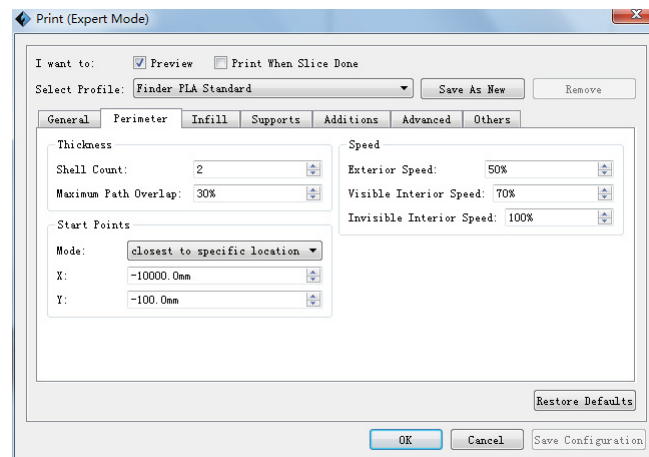 Print (Expert Mode)
I want to: Preview Print When Slice Done
Select Profile: Finder PLA Standard Save As New Remove
General Perimeter Infill Supports Additions Advanced Others
Thickness
Shell Count: 2
Maximum Path Overlap: 30%
Start Points
Mode: closest to specific location
X: -10000.0mm
Y: -100.0mm
Speed
Exterior Speed: 50%
Visible Interior Speed: 70%
Invisible Interior Speed: 100%
Restore Defaults
OK Cancel Save Configuration